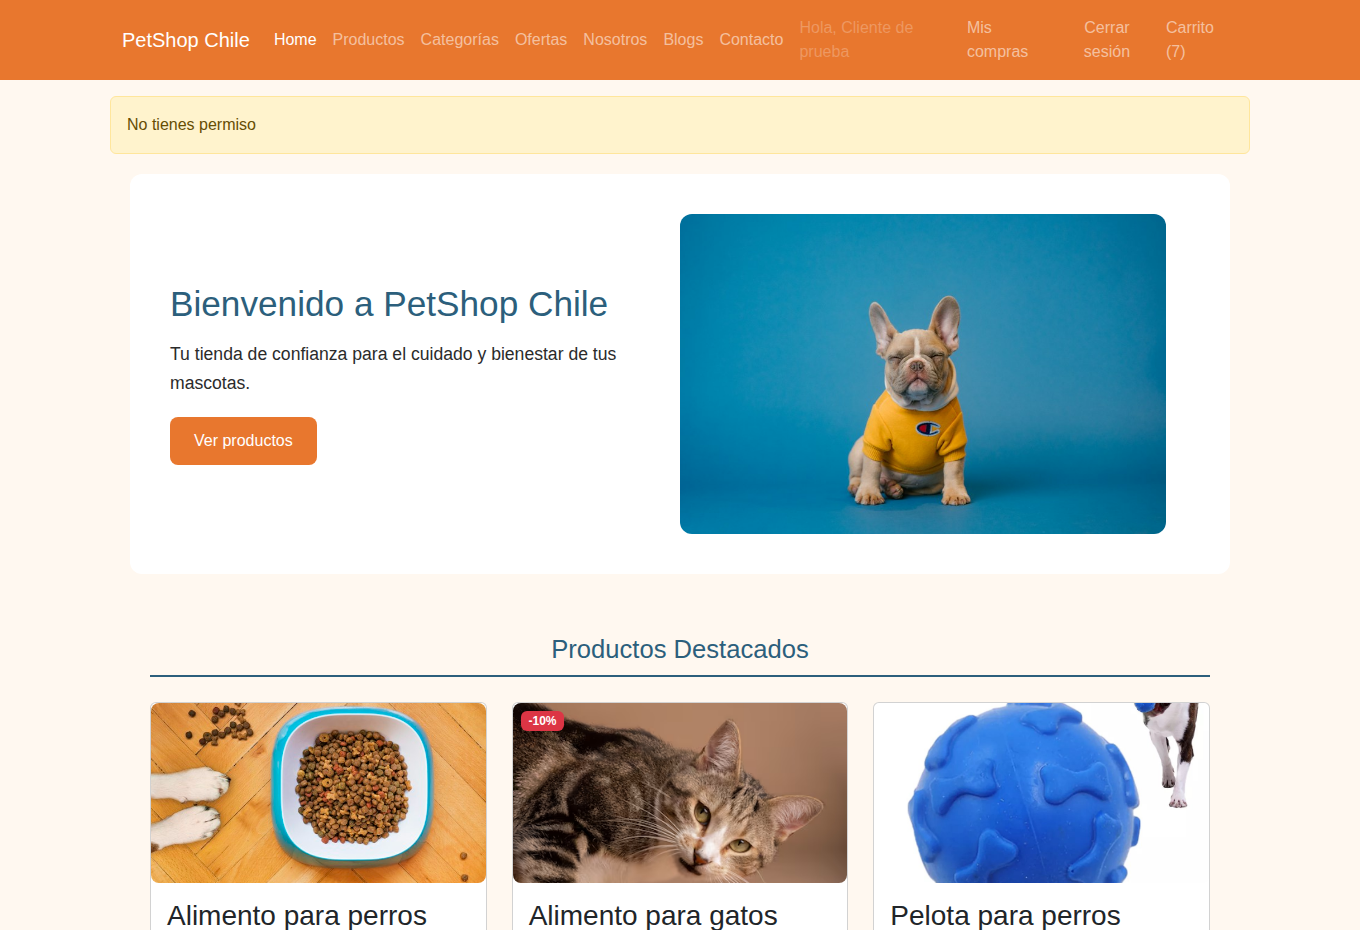 PetShop Chile Home Productos Categorías Ofertas Nosotros Blogs Contacto Hola, Cliente de prueba Mis compras Cerrar sesión Carrito (7)
No tienes permiso
Bienvenido a PetShop Chile
Tu tienda de confianza para el cuidado y bienestar de tus
mascotas.
Ver productos
Productos Destacados
-10%
Alimento para perros
Alimento para gatos
Pelota para perros